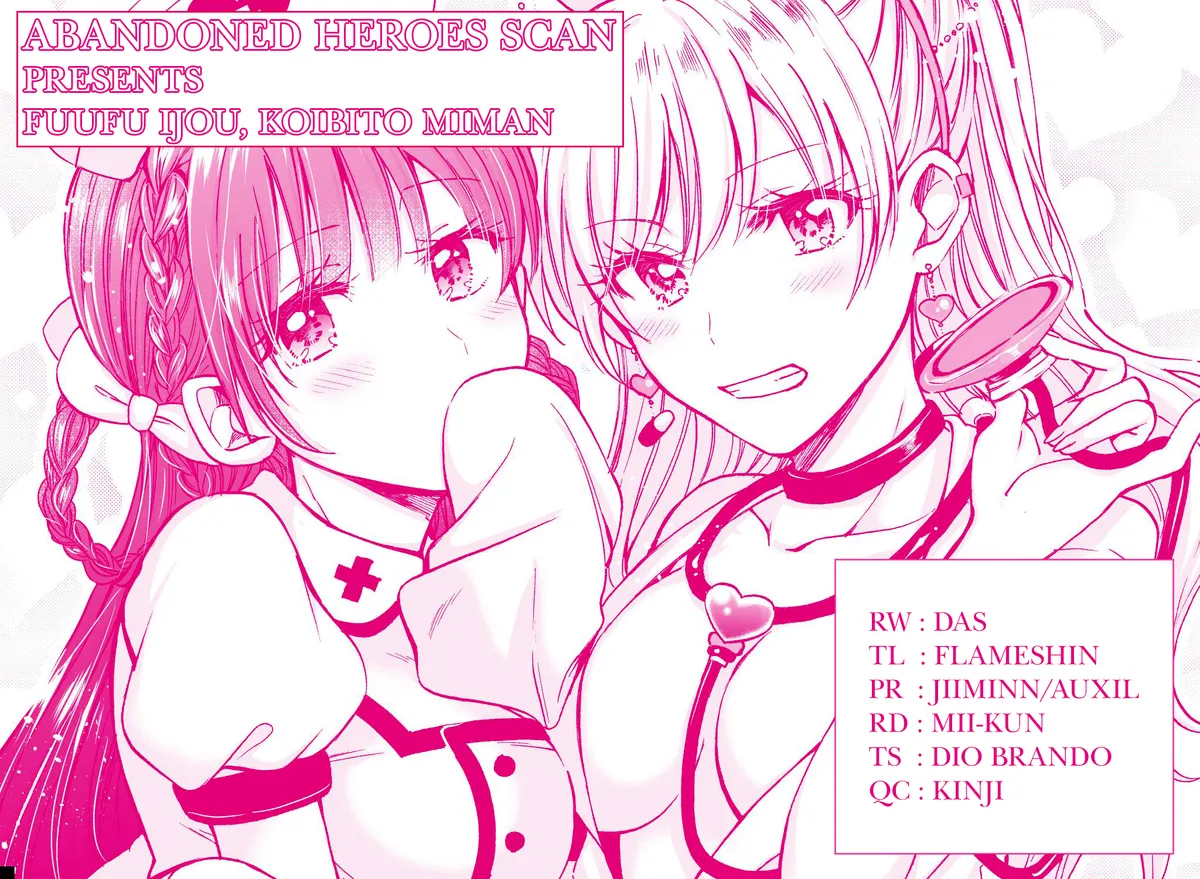 ABANDONED HEROES SCAN
PRESENTS
FUUFU IJOU, KOIBITO MIMAN
RW : DAS
TL : FLAMESHIN
PR : JIIMINN/AUXIL
RD : MII-KUN
TS : DIO BRANDO
QC : KINJI